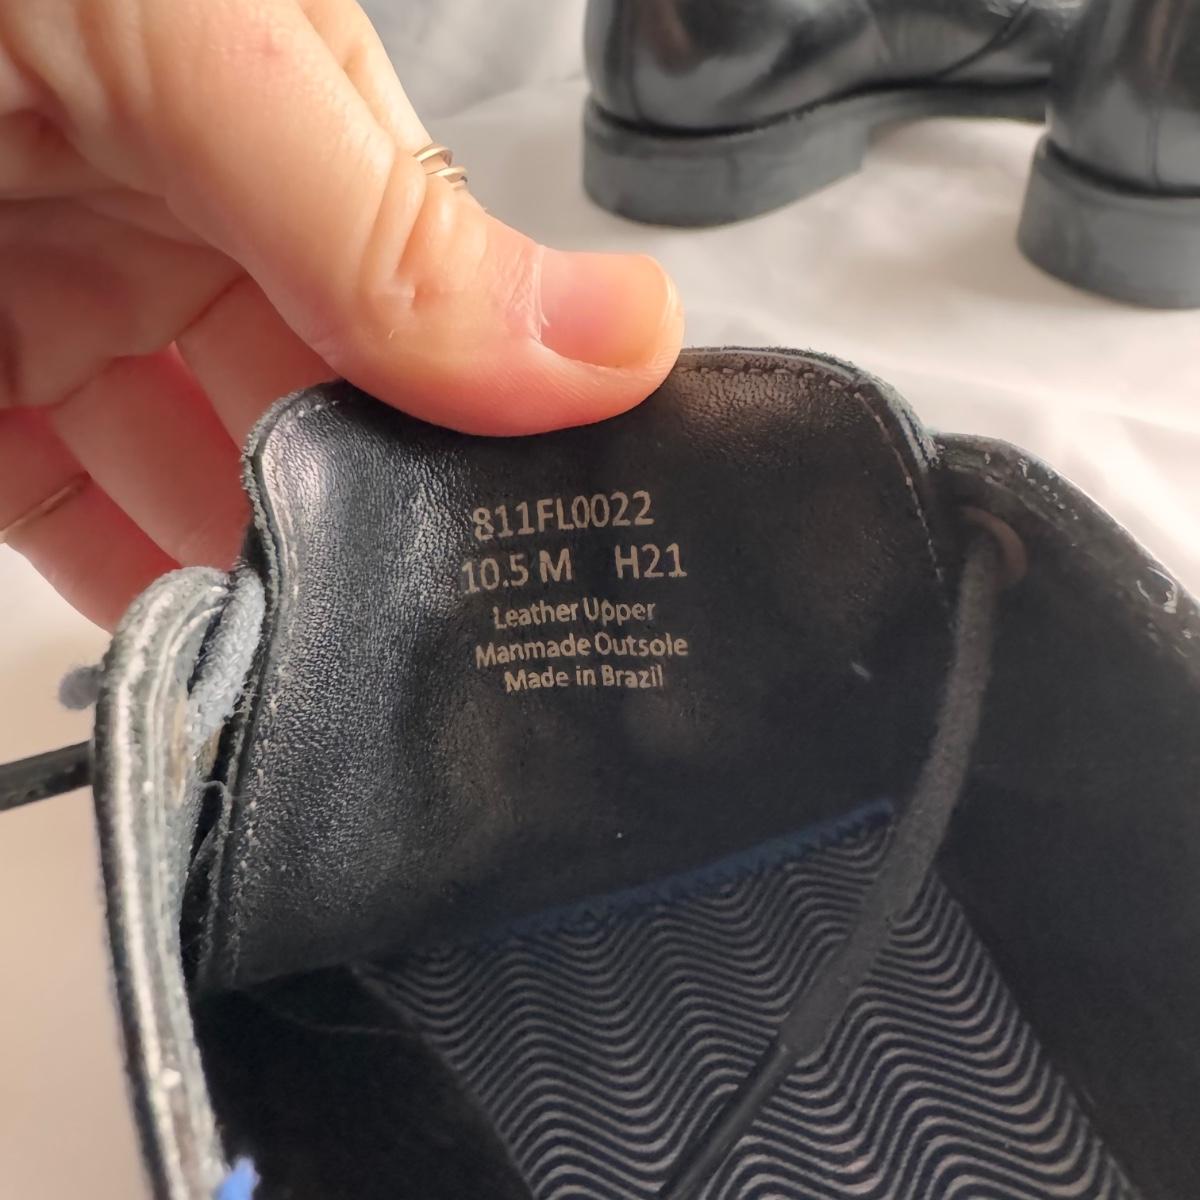 811FL0022
10.5 M H21
Leather Upper
Manmade Outsole
Made in Brazil